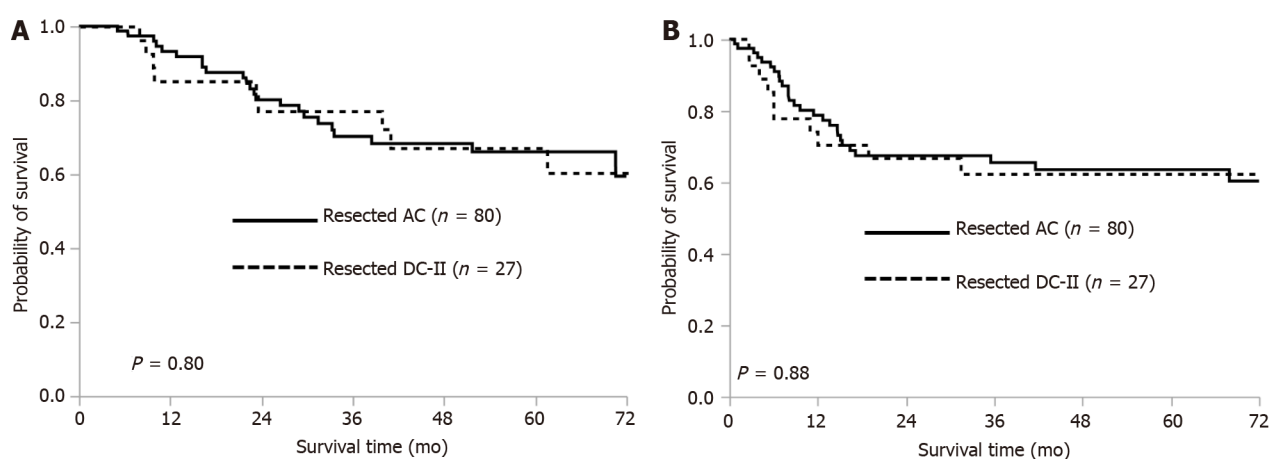 A
Probability of survival
1.0
0.8
0.6
0.4
0.2
0.0
Resected AC (n = 80)
Resected DC-II (n = 27)
P = 0.80
0 12 24 36 48 60 72
Survival time (mo)
B
Probability of survival
1.0
0.8
0.6
0.4
0.2
0.0
Resected AC (n = 80)
Resected DC-II (n = 27)
P = 0.88
0 12 24 36 48 60 72
Survival time (mo)